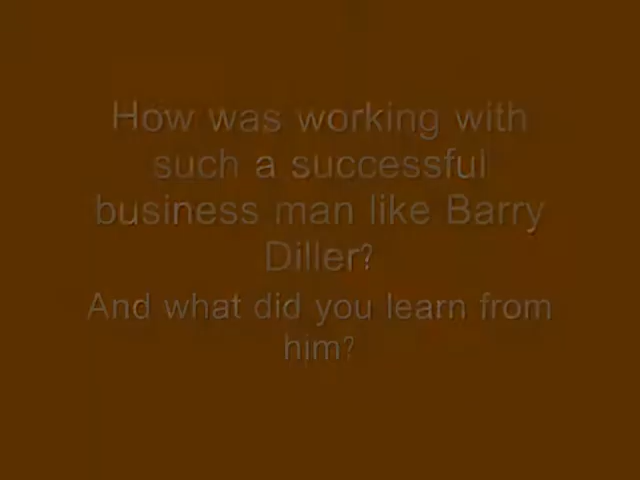 How was working with
such a successful
business man like Barry
Diller?
And what did you learn from
him?